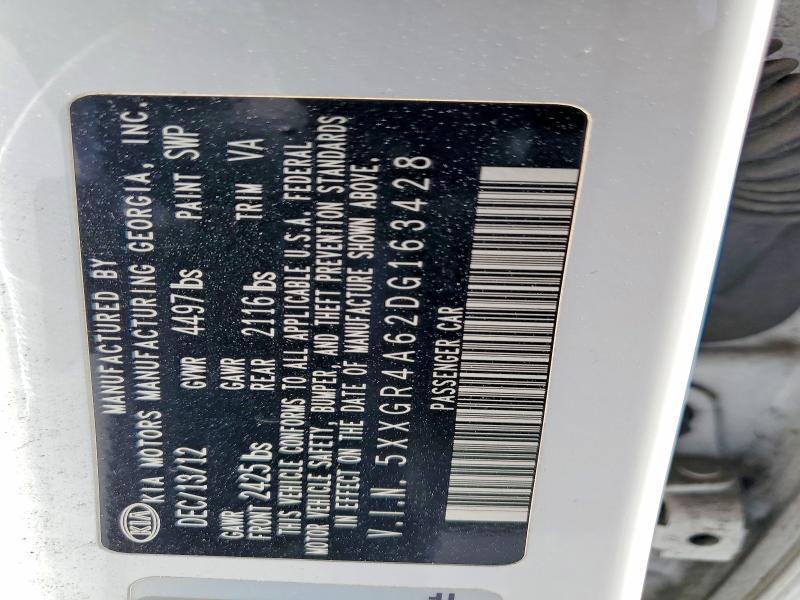 MANUFACTURED BY
KIA KIA MOTORS MANUFACTURING GEORGIA, INC.
DEC/13/12 GVWR 4497lbs PAINT SWP
GAWR FRONT 2425lbs GAWR REAR 2116lbs TRIM VA
THIS VEHICLE CONFORMS TO ALL APPLICABLE U.S.A. FEDERAL
MOTOR VEHICLE SAFETY, BUMPER, AND THEFT PREVENTION STANDARDS
IN EFFECT ON THE DATE OF MANUFACTURE SHOWN ABOVE.
V.I.N. 5XXGR4A62DG163428
PASSENGER CAR